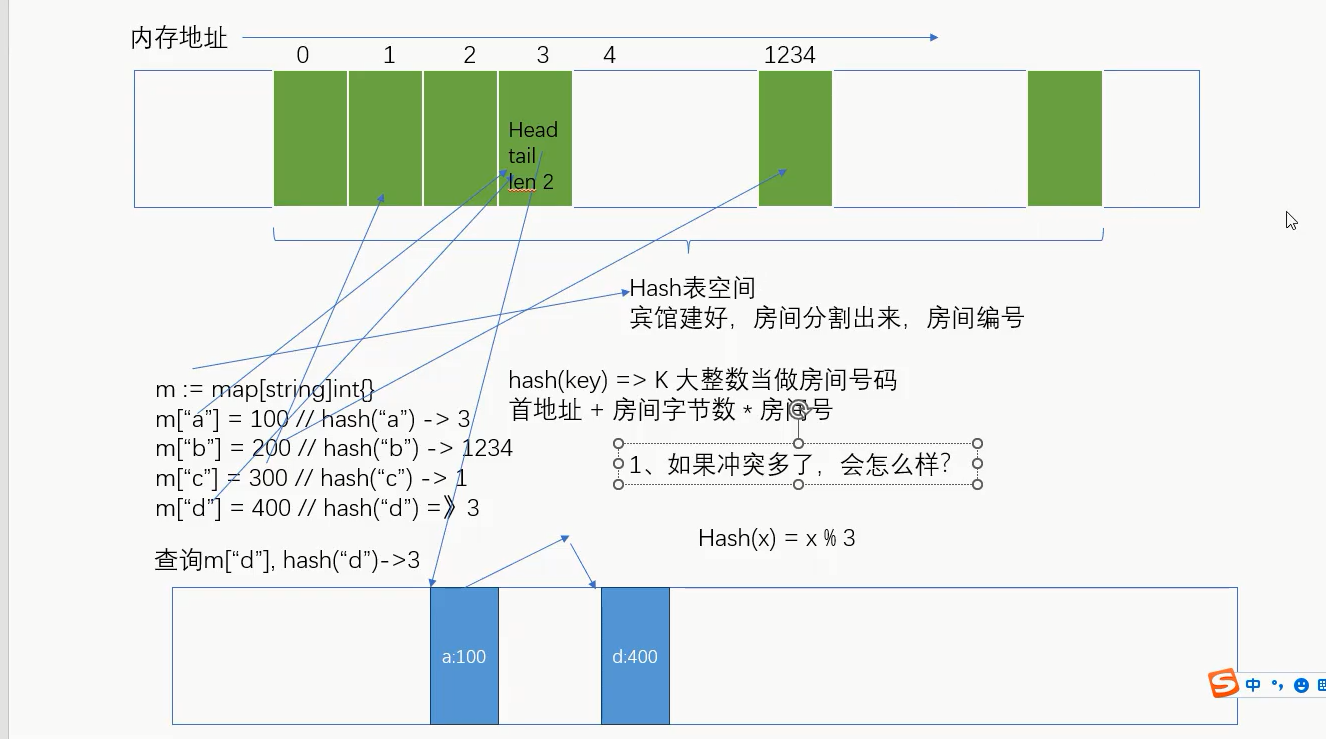 内存地址
0 1 2 3 4 1234
Head
tail
len 2
Hash表空间
宾馆建好，房间分割出来，房间编号
m := map[string]int{}
m[“a”] = 100 // hash(“a”) -> 3
m[“b”] = 200 // hash(“b”) -> 1234
m[“c”] = 300 // hash(“c”) -> 1
m[“d”] = 400 // hash(“d”) =》 3
hash(key) => K 大整数当做房间号码
首地址 + 房间字节数 * 房间号
1、如果冲突多了，会怎么样？
Hash(x) = x % 3
查询m[“d”], hash(“d”)->3
a:100
d:400
S 中 °,